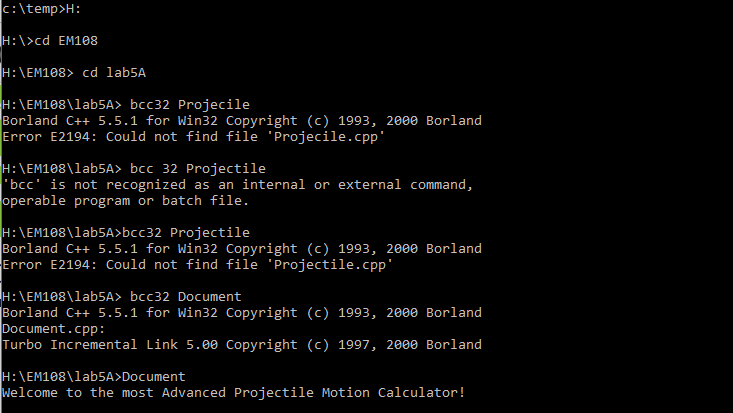 c:\temp>H:
H:\>cd EM108
H:\EM108> cd lab5A
H:\EM108\lab5A> bcc32 Projecile
Borland C++ 5.5.1 for Win32 Copyright (c) 1993, 2000 Borland
Error E2194: Could not find file 'Projecile.cpp'
H:\EM108\lab5A> bcc 32 Projectile
'bcc' is not recognized as an internal or external command,
operable program or batch file.
H:\EM108\lab5A>bcc32 Projectile
Borland C++ 5.5.1 for Win32 Copyright (c) 1993, 2000 Borland
Error E2194: Could not find file 'Projectile.cpp'
H:\EM108\lab5A> bcc32 Document
Borland C++ 5.5.1 for Win32 Copyright (c) 1993, 2000 Borland
Document.cpp:
Turbo Incremental Link 5.00 Copyright (c) 1997, 2000 Borland
H:\EM108\lab5A>Document
Welcome to the most Advanced Projectile Motion Calculator!